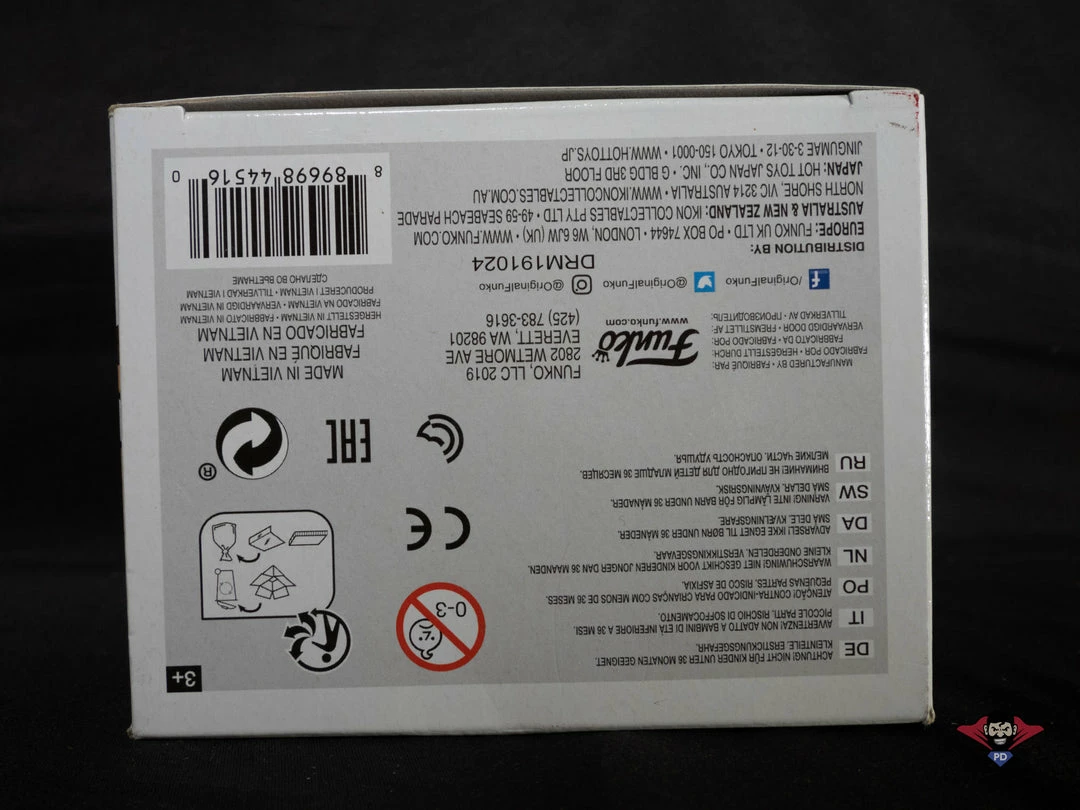 3+
DE
ACHTUNG! NICHT FÜR KINDER UNTER 36 MONATEN GEEIGNET.
KLEINTEILE. ERSTICKUNGSGEFAHR.
IT
AVVERTENZA! NON ADATTO A BAMBINI DI ETÀ INFERIORE A 36 MESI.
PICCOLE PARTI. RISCHI DI SOFFOCAMENTO.
PO
ATENÇÃO! CONTRA-INDICADO PARA CRIANÇAS COM MENOS DE 36 MESES.
PEQUENAS PARTES. RISCO DE ASFIXIA.
NL
WAARSCHUWING! NIET GESCHIKT VOOR KINDEREN JONGER DAN 36 MAANDEN.
KLEINE ONDERDELEN. VERSTIKKINGSGEVAAR.
DA
ADVARSEL! IKKE EGNET TIL BØRN UNDER 36 MÅNEDER.
SMÅ DELE. KVÆLNINGSFARE.
SW
VARNING! INTE LÄMPLIG FÖR BARN UNDER 36 MÅNADER.
SMÅ DELAR. KVÄVNINGSRISK.
RU
ВНИМАНИЕ! НЕ ПРИГОДНО ДЛЯ ДЕТЕЙ МЛАДШЕ 36 МЕСЯЦЕВ.
МЕЛКИЕ ЧАСТИ. ОПАСНОСТЬ УДУШЬЯ.
0-3
CE
EAC
®
MANUFACTURED BY • FABRIQUÉ PAR:
FABRICADO POR • HERGESTELLT DURCH:
FABRICADO DA • FABBRICATO POR:
VERVAARDIGD DOOR • FREMSTILLET AF:
TILLVERKAD AV • ПРОИЗВОДИТЕЛЬ:
Funko
www.funko.com
FUNKO, LLC 2019
2802 WETMORE AVE
EVERETT, WA 98201
(425) 783-3616
MADE IN VIETNAM
FABRIQUÉ EN VIETNAM
FABRICADO EN VIETNAM
HERGESTELLT IN VIETNAM • FABBRICATO IN VIETNAM
FABRICADO NA VIETNAM • VERVAARDIGD IN VIETNAM
PRODUCERET I VIETNAM • TILLVERKAD I VIETNAM
СДЕЛАНО ВО ВЬЕТНАМЕ
/OriginalFunko
@OriginalFunko
@OriginalFunko
DRM191024
DISTRIBUTION BY:
EUROPE: FUNKO UK LTD • PO BOX 74644 • LONDON, W6 6JW (UK) • WWW.FUNKO.COM
AUSTRALIA & NEW ZEALAND: IKON COLLECTABLES PTY LTD • 49-59 SEABEACH PARADE
NORTH SHORE, VIC 3214 AUSTRALIA • WWW.IKONCOLLECTABLES.COM.AU
JAPAN: HOT TOYS JAPAN CO., INC. • G BLDG 3RD FLOOR
JINGUMAE 3-30-12 • TOKYO 150-0001 • WWW.HOTTOYS.JP
8 89698 44516 0
PD